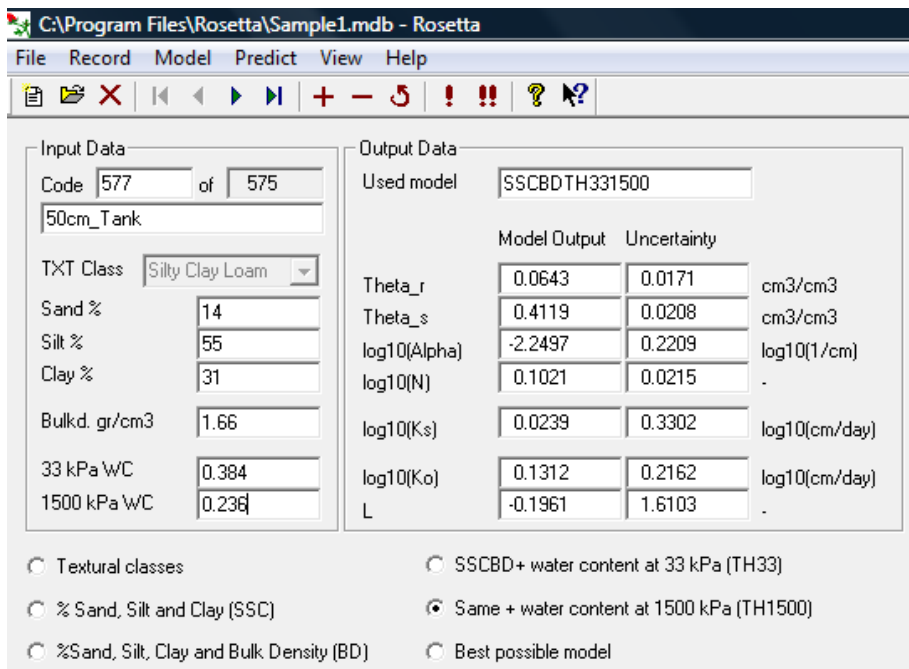 C:\Program Files\Rosetta\Sample1.mdb - Rosetta
File Record Model Predict View Help
Input Data
Code 577 of 575
50cm_Tank
TXT Class Silty Clay Loam
Sand % 14
Silt % 55
Clay % 31
Bulkd. gr/cm3 1.66
33 kPa WC 0.384
1500 kPa WC 0.236
Output Data
Used model SSCBDTH331500
Model Output Uncertainty
Theta_r 0.0643 0.0171 cm3/cm3
Theta_s 0.4119 0.0208 cm3/cm3
log10(Alpha) -2.2497 0.2209 log10(1/cm)
log10(N) 0.1021 0.0215 -
log10(Ks) 0.0239 0.3302 log10(cm/day)
log10(Ko) 0.1312 0.2162 log10(cm/day)
L -0.1961 1.6103 -
Textural classes
% Sand, Silt and Clay (SSC)
%Sand, Silt, Clay and Bulk Density (BD)
SSCBD+ water content at 33 kPa (TH33)
Same + water content at 1500 kPa (TH1500)
Best possible model